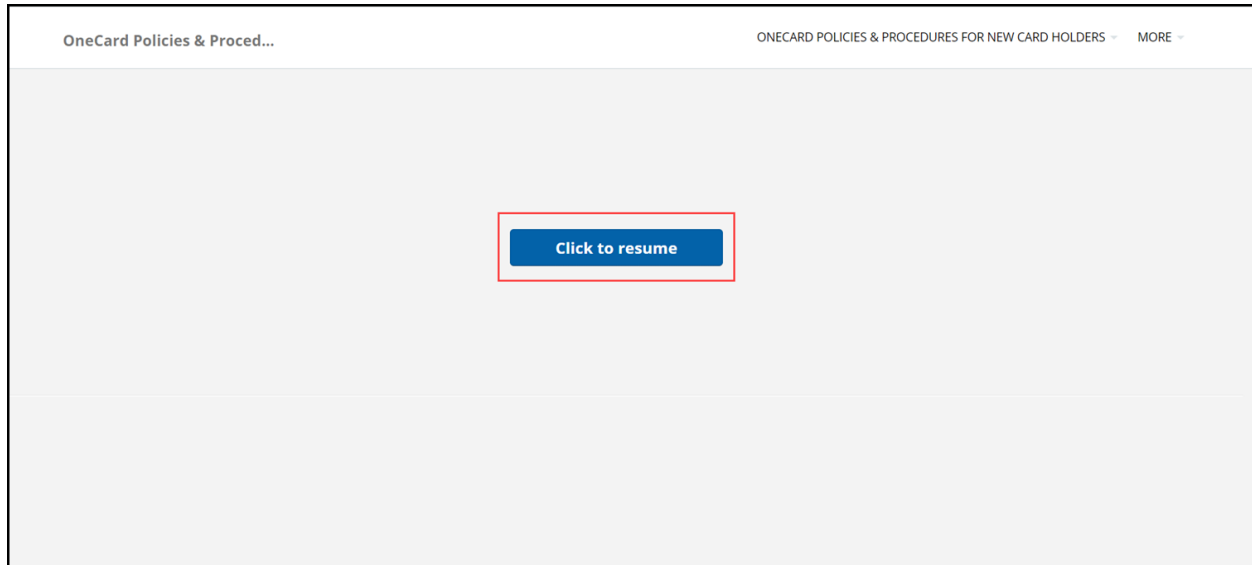 OneCard Policies & Proced...
ONECARD POLICIES & PROCEDURES FOR NEW CARD HOLDERS
MORE
Click to resume